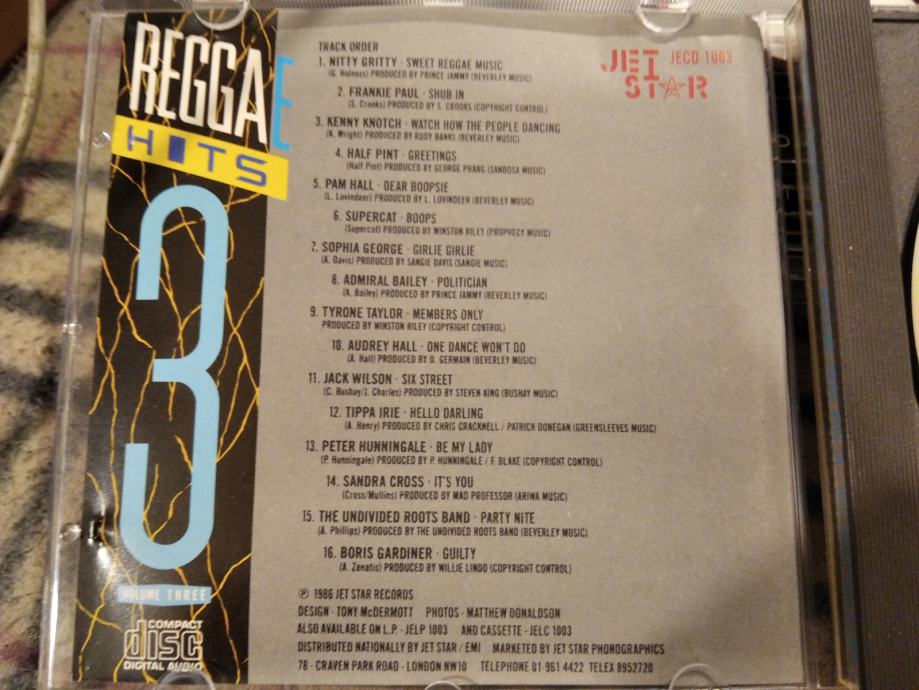 REGGAE
HITS
3
VOLUME THREE
COMPACT
disc
DIGITAL AUDIO
JET
STAR
JECD 1003
TRACK ORDER
1. NITTY GRITTY · SWEET REGGAE MUSIC
(G. Holness) PRODUCED BY PRINCE JAMMY (BEVERLEY MUSIC)
2. FRANKIE PAUL · SHUB IN
(S. Crooks) PRODUCED BY S. CROOKS (COPYRIGHT CONTROL)
3. KENNY KNOTCH · WATCH HOW THE PEOPLE DANCING
(K. Wright) PRODUCED BY RUDY BANKS (BEVERLEY MUSIC)
4. HALF PINT · GREETINGS
(Half Pint) PRODUCED BY GEORGE PHANG (SANDOSA MUSIC)
5. PAM HALL · DEAR BOOPSIE
(L. Lovindeer) PRODUCED BY L. LOVINDEER (BEVERLEY MUSIC)
6. SUPERCAT · BOOPS
(Supercat) PRODUCED BY WINSTON RILEY (PROPHECY MUSIC)
7. SOPHIA GEORGE · GIRLIE GIRLIE
(A. Davis) PRODUCED BY SANGIE DAVIS (SANGIE MUSIC)
8. ADMIRAL BAILEY · POLITICIAN
(A. Bailey) PRODUCED BY PRINCE JAMMY (BEVERLEY MUSIC)
9. TYRONE TAYLOR · MEMBERS ONLY
PRODUCED BY WINSTON RILEY (COPYRIGHT CONTROL)
10. AUDREY HALL · ONE DANCE WON'T DO
(A. Hall) PRODUCED BY D. GERMAIN (BEVERLEY MUSIC)
11. JACK WILSON · SIX STREET
(C. Bushay/J. Charles) PRODUCED BY STEVEN KING (BUSHAY MUSIC)
12. TIPPA IRIE · HELLO DARLING
(A. Henry) PRODUCED BY CHRIS CRACKNELL / PATRICK DONEGAN (GREENSLEEVES MUSIC)
13. PETER HUNNINGALE · BE MY LADY
(P. Hunningale) PRODUCED BY P. HUNNINGALE / F. BLAKE (COPYRIGHT CONTROL)
14. SANDRA CROSS · IT'S YOU
(Cross/Mullins) PRODUCED BY MAD PROFESSOR (ARIWA MUSIC)
15. THE UNDIVIDED ROOTS BAND · PARTY NITE
(A. Phillips) PRODUCED BY THE UNDIVIDED ROOTS BAND (BEVERLEY MUSIC)
16. BORIS GARDINER · GUILTY
(A. Zenatis) PRODUCED BY WILLIE LINDO (COPYRIGHT CONTROL)
℗ 1986 JET STAR RECORDS
DESIGN · TONY McDERMOTT PHOTOS · MATTHEW DONALDSON
ALSO AVAILABLE ON L.P. · JELP 1003 AND CASSETTE · JELC 1003
DISTRIBUTED NATIONALLY BY JET STAR / EMI MARKETED BY JET STAR PHONOGRAPHICS
78 · CRAVEN PARK ROAD · LONDON NW10 TELEPHONE 01-961 4422 TELEX 8952720